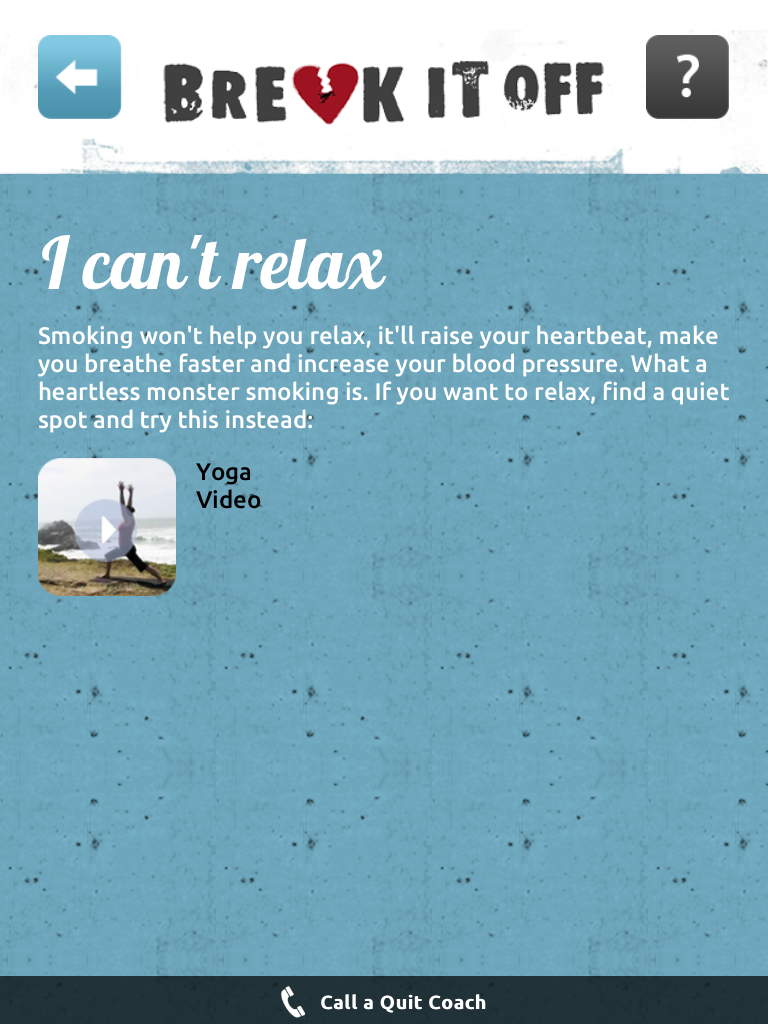 BREAK IT OFF
?
I can't relax
Smoking won't help you relax, it'll raise your heartbeat, make
you breathe faster and increase your blood pressure. What a
heartless monster smoking is. If you want to relax, find a quiet
spot and try this instead:
Yoga
Video
Call a Quit Coach